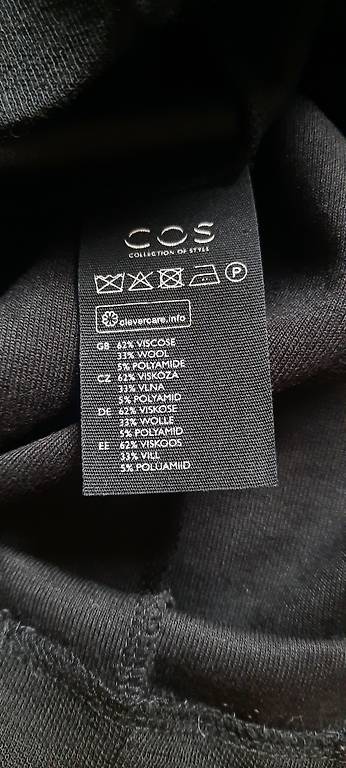 COS
COLLECTION OF STYLE
P
clevercare.info
GB 62% VISCOSE
33% WOOL
5% POLYAMIDE
CZ 62% VISKÓZA
33% VLNA
5% POLYAMID
DE 62% VISKOSE
33% WOLLE
5% POLYAMID
EE 62% VISKOOS
33% VILL
5% POLÜAMIID